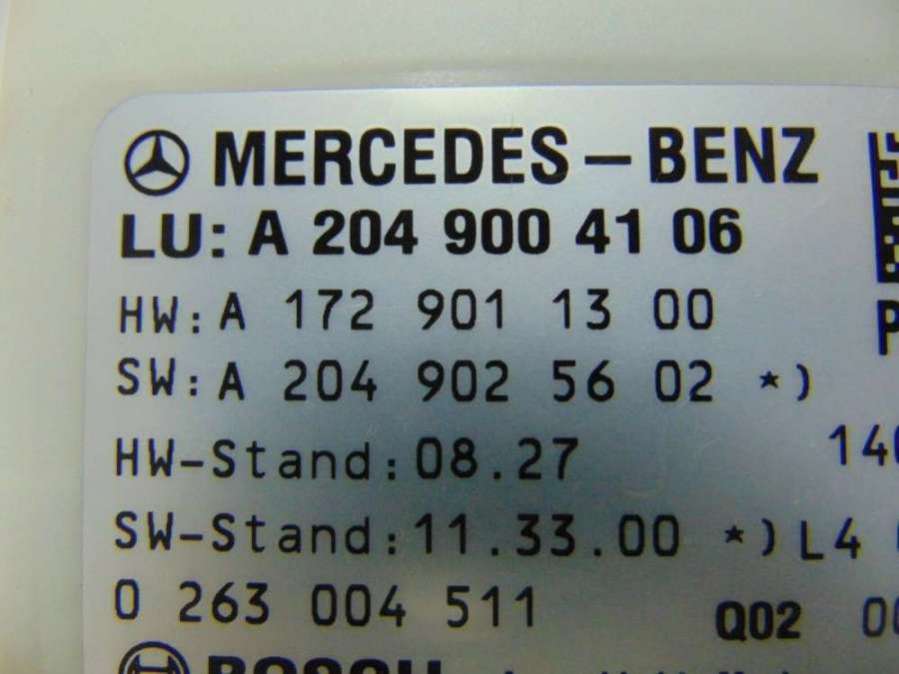 MERCEDES-BENZ
LU: A 204 900 41 06
HW: A 172 901 13 00
SW: A 204 902 56 02 *)
HW-Stand: 08.27
SW-Stand: 11.33.00 *) L4
0 263 004 511 Q02
BOSCH